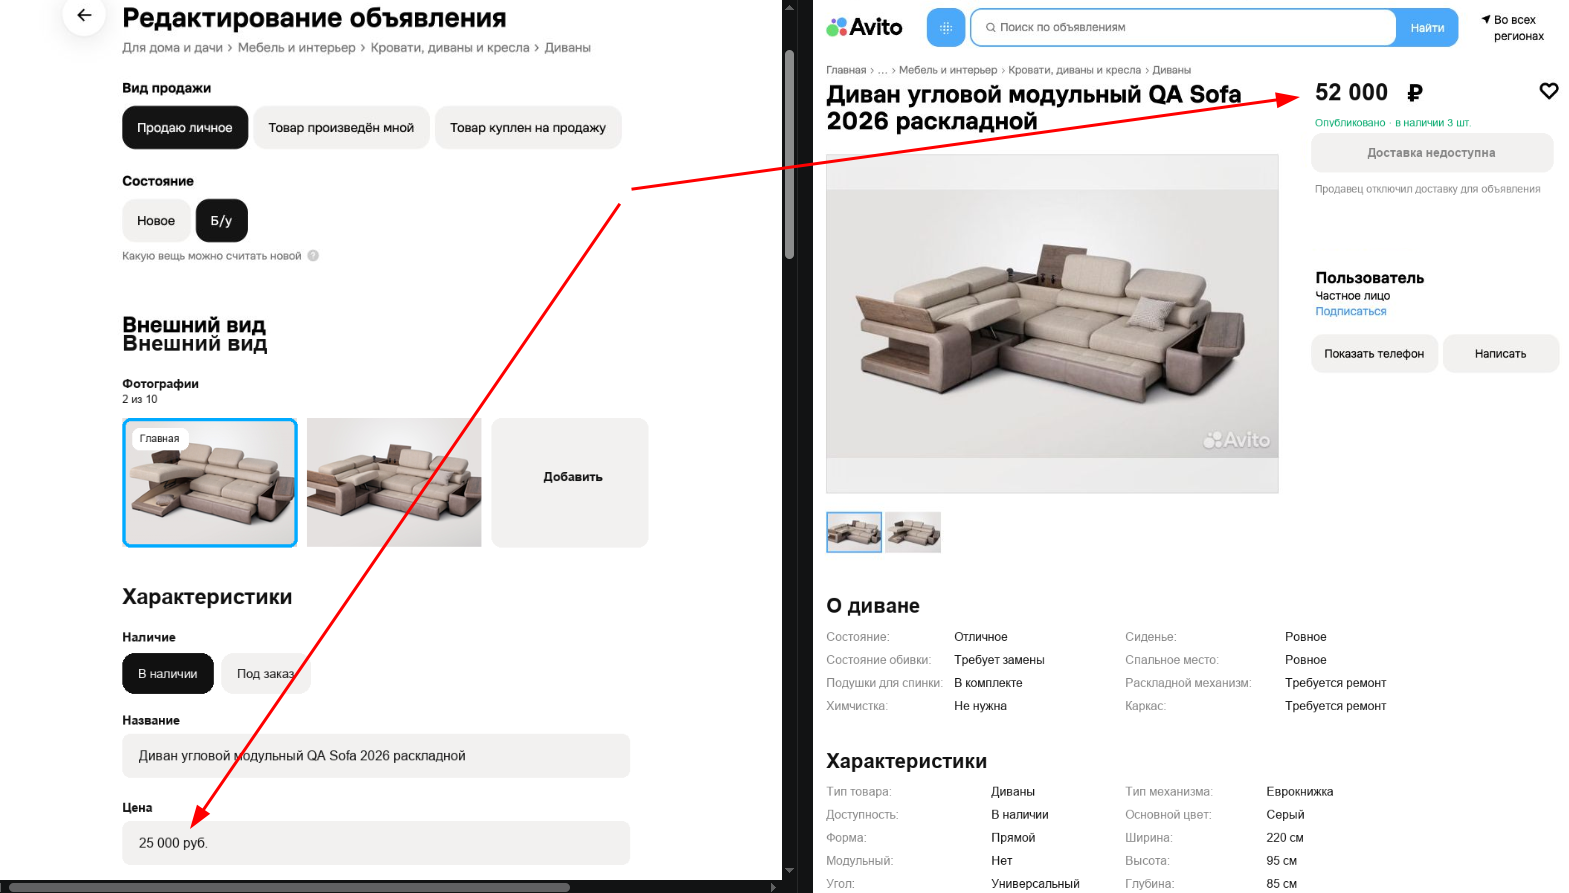 Редактирование объявления
Для дома и дачи › Мебель и интерьер › Кровати, диваны и кресла › Диваны
Вид продажи
Продаю личное
Товар произведён мной
Товар куплен на продажу
Состояние
Новое
Б/у
Какую вещь можно считать новой ?
Внешний вид
Внешний вид
Фотографии
2 из 10
Главная
Добавить
Характеристики
Наличие
В наличии
Под заказ
Название
Диван угловой модульный QA Sofa 2026 раскладной
Цена
25 000 руб.
Avito
Поиск по объявлениям
Найти
Во всех
регионах
Главная › ... › Мебель и интерьер › Кровати, диваны и кресла › Диваны
Диван угловой модульный QA Sofa
2026 раскладной
52 000 ₽
Опубликовано · в наличии 3 шт.
Доставка недоступна
Продавец отключил доставку для объявления
Пользователь
Частное лицо
Подписаться
Показать телефон
Написать
Avito
О диване
Состояние: Отличное Сиденье: Ровное
Состояние обивки: Требует замены Спальное место: Ровное
Подушки для спинки: В комплекте Раскладной механизм: Требуется ремонт
Химчистка: Не нужна Каркас: Требуется ремонт
Характеристики
Тип товара: Диваны Тип механизма: Еврокнижка
Доступность: В наличии Основной цвет: Серый
Форма: Прямой Ширина: 220 см
Модульный: Нет Высота: 95 см
Угол: Универсальный Глубина: 85 см